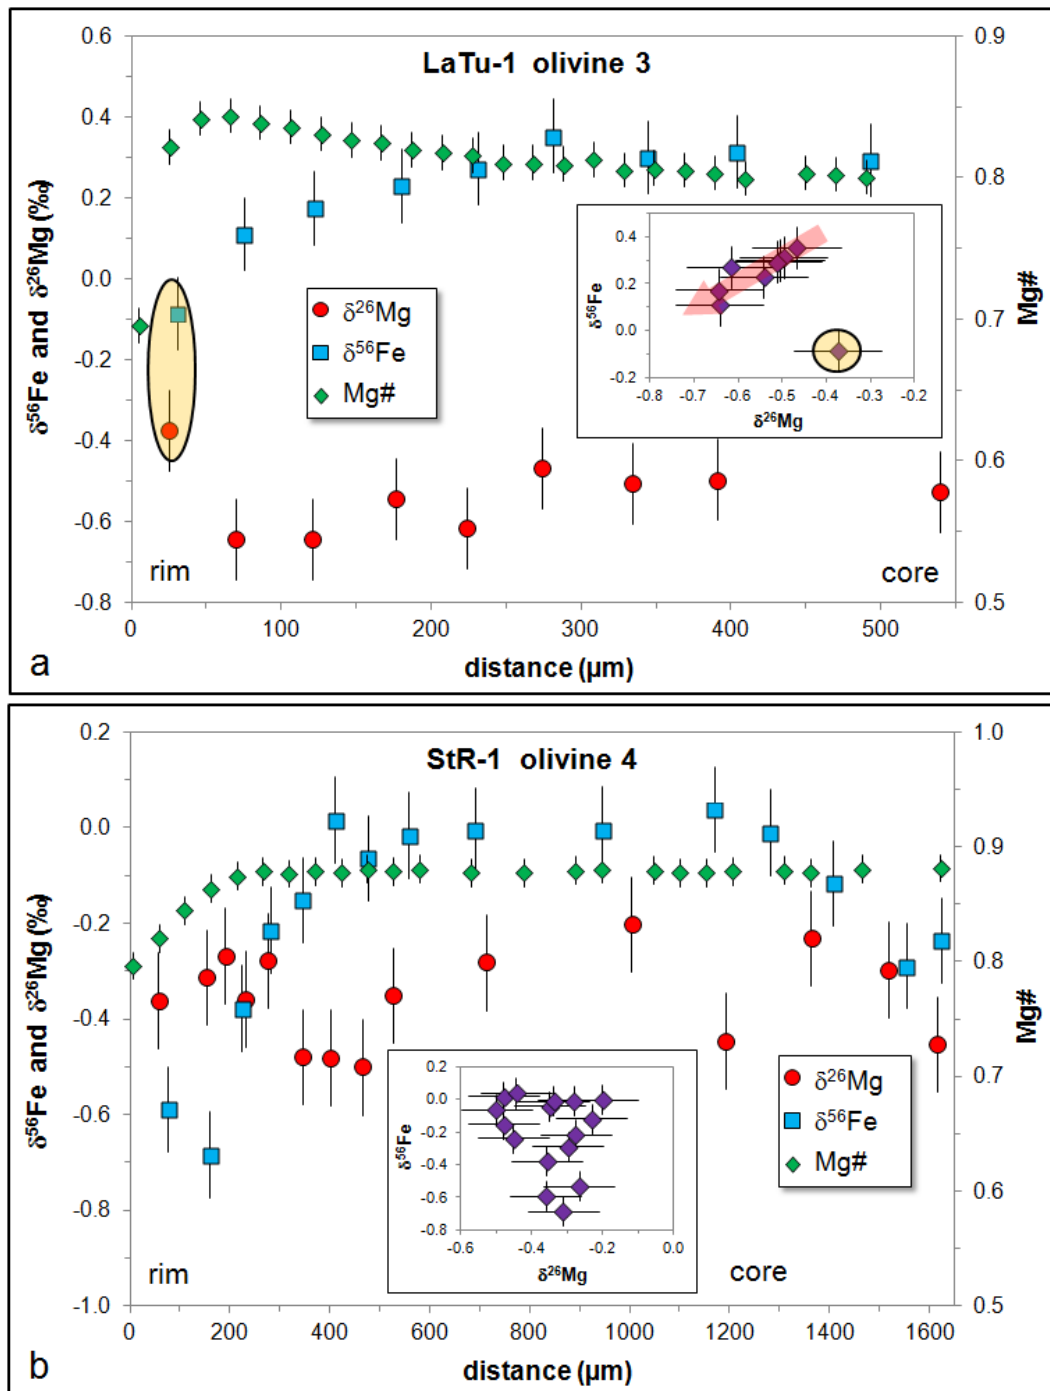 LaTu-1 olivine 3
0.6
0.4
0.2
0.0
-0.2
-0.4
-0.6
-0.8
δ⁵⁶Fe and δ²⁶Mg (‰)
0.9
0.8
0.7
0.6
0.5
Mg#
δ²⁶Mg
δ⁵⁶Fe
Mg#
0.4
0.2
0.0
-0.2
δ⁵⁶Fe
-0.8 -0.7 -0.6 -0.5 -0.4 -0.3 -0.2
δ²⁶Mg
rim
core
0 100 200 300 400 500
distance (µm)
a
StR-1 olivine 4
0.2
0.0
-0.2
-0.4
-0.6
-0.8
-1.0
δ⁵⁶Fe and δ²⁶Mg (‰)
1.0
0.9
0.8
0.7
0.6
0.5
Mg#
0.2
0.0
-0.2
-0.4
-0.6
-0.8
δ⁵⁶Fe
-0.6 -0.4 -0.2 0.0
δ²⁶Mg
δ²⁶Mg
δ⁵⁶Fe
Mg#
rim
core
0 200 400 600 800 1000 1200 1400 1600
distance (µm)
b